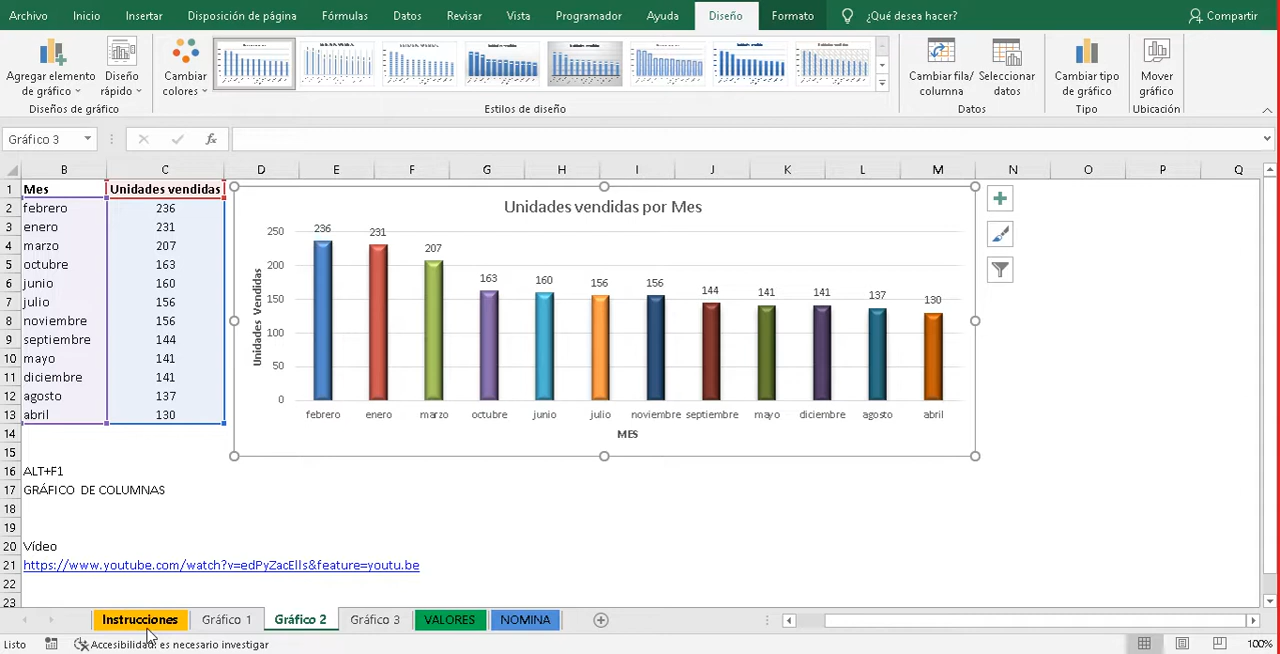 Archivo Inicio Insertar Disposición de página Fórmulas Datos Revisar Vista Programador Ayuda Diseño Formato ¿Qué desea hacer? Compartir
Agregar elemento de gráfico
Diseño rápido
Cambiar colores
Cambiar fila/ columna
Seleccionar datos
Cambiar tipo de gráfico
Mover gráfico
Diseños de gráfico Estilos de diseño Datos Tipo Ubicación
Gráfico 3 fx
B C D E F G H I J K L M N O P Q
1 Mes Unidades vendidas
2 febrero 236
3 enero 231
4 marzo 207
5 octubre 163
6 junio 160
7 julio 156
8 noviembre 156
9 septiembre 144
10 mayo 141
11 diciembre 141
12 agosto 137
13 abril 130
14
15
16 ALT+F1
17 GRÁFICO DE COLUMNAS
18
19
20 Vídeo
21 https://www.youtube.com/watch?v=edPyZacElls&feature=youtu.be
22
23
Unidades vendidas por Mes
Unidades Vendidas
250
200
150
100
50
0
236 231 207 163 160 156 156 144 141 141 137 130
febrero enero marzo octubre junio julio noviembre septiembre mayo diciembre agosto abril
MES
Instrucciones Gráfico 1 Gráfico 2 Gráfico 3 VALORES NOMINA
Listo Accesibilidad: es necesario investigar 100%